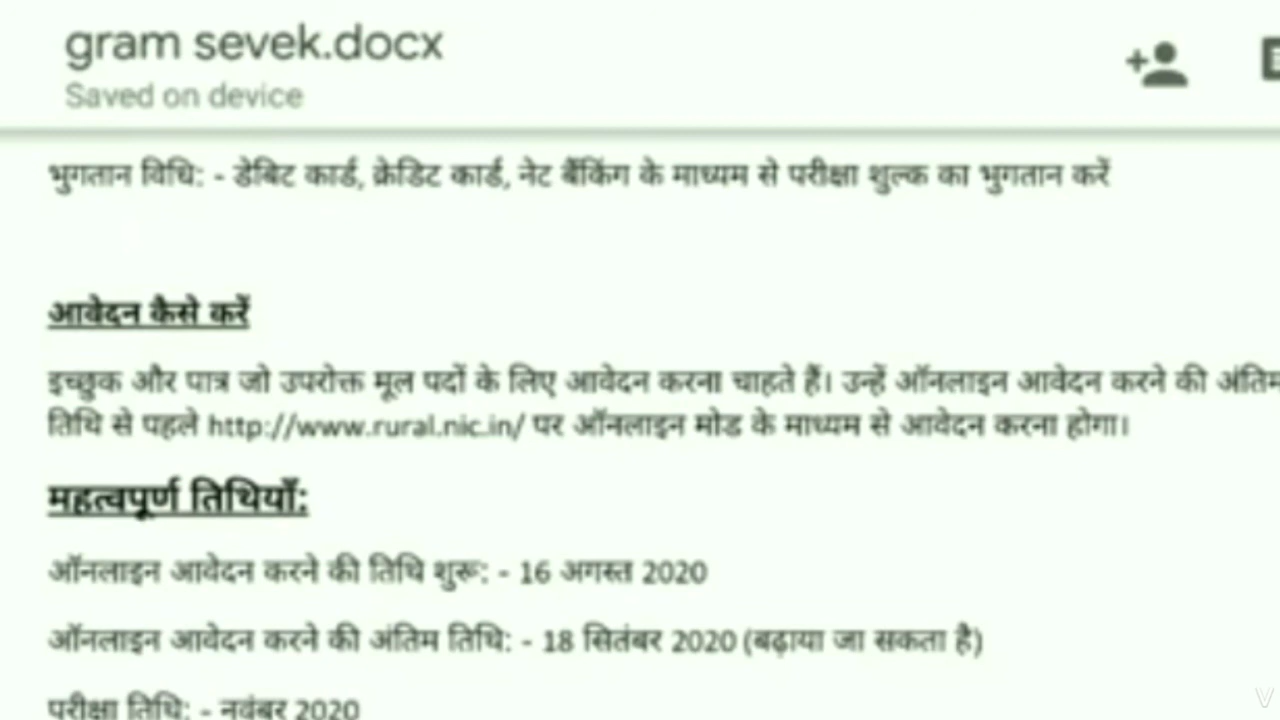 gram sevek.docx
Saved on device
भुगतान विधि: - डेबिट कार्ड, क्रेडिट कार्ड, नेट बैंकिंग के माध्यम से परीक्षा शुल्क का भुगतान करें
आवेदन कैसे करें
इच्छुक और पात्र जो उपरोक्त मूल पदों के लिए आवेदन करना चाहते हैं। उन्हें ऑनलाइन आवेदन करने की अंतिम
तिथि से पहले http://www.rural.nic.in/ पर ऑनलाइन मोड के माध्यम से आवेदन करना होगा।
महत्वपूर्ण तिथियाँ:
ऑनलाइन आवेदन करने की तिथि शुरू: - 16 अगस्त 2020
ऑनलाइन आवेदन करने की अंतिम तिथि: - 18 सितंबर 2020 (बढ़ाया जा सकता है)
परीक्षा तिथि: - नवंबर 2020
V